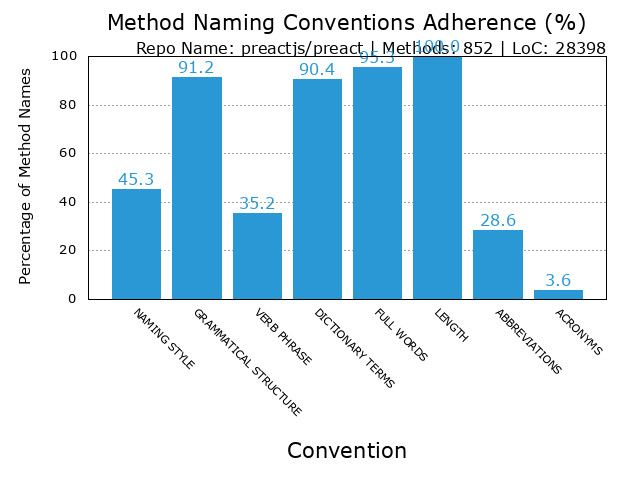 Method Naming Conventions Adherence (%)
Repo Name: preactjs/preact | Methods: 852 | LoC: 28398
Percentage of Method Names
100
80
60
40
20
0
45.3
91.2
35.2
90.4
95.3
100.0
28.6
3.6
NAMING STYLE
GRAMMATICAL STRUCTURE
VERB PHRASE
DICTIONARY TERMS
FULL WORDS
LENGTH
ABBREVIATIONS
ACRONYMS
Convention